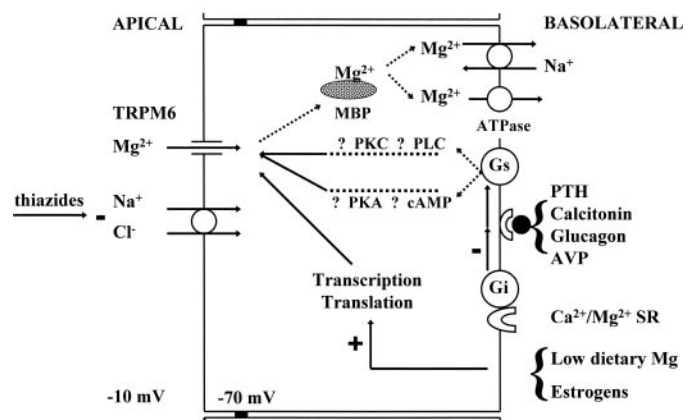 APICAL
BASOLATERAL
Mg²⁺
Mg²⁺
Na⁺
MBP
Mg²⁺
ATPase
TRPM6
Mg²⁺
? PKC ? PLC
Gs
thiazides
-
Na⁺
Cl⁻
? PKA ? cAMP
PTH
Calcitonin
Glucagon
AVP
-
Gi
Transcription
Translation
Ca²⁺/Mg²⁺ SR
+
Low dietary Mg
Estrogens
-10 mV
-70 mV